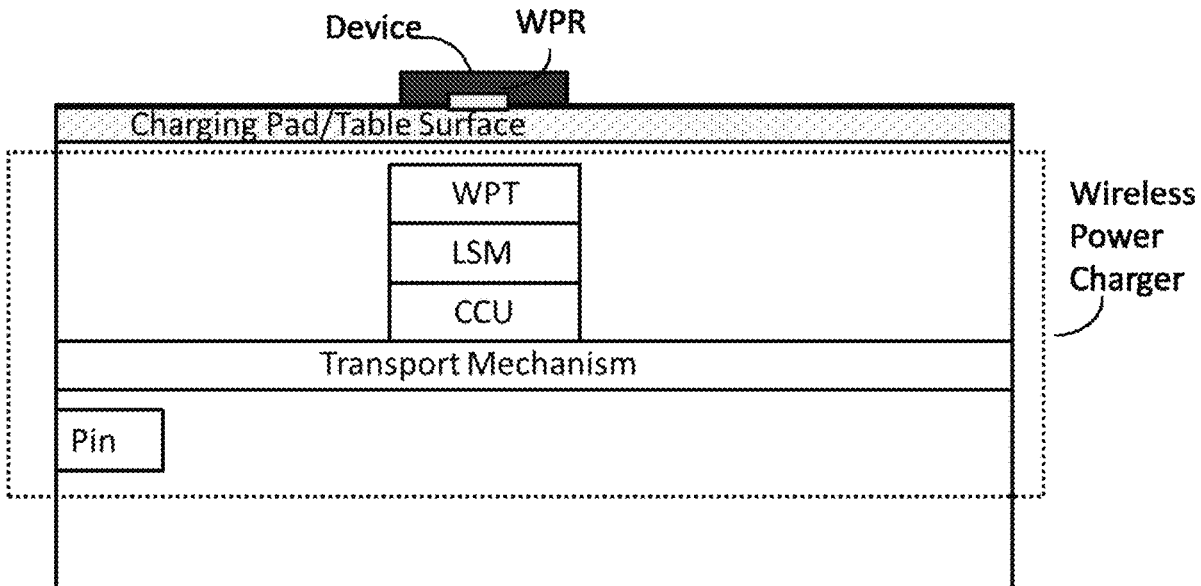 Device
WPR
Charging Pad/Table Surface
WPT
LSM
CCU
Transport Mechanism
Pin
Wireless
Power
Charger